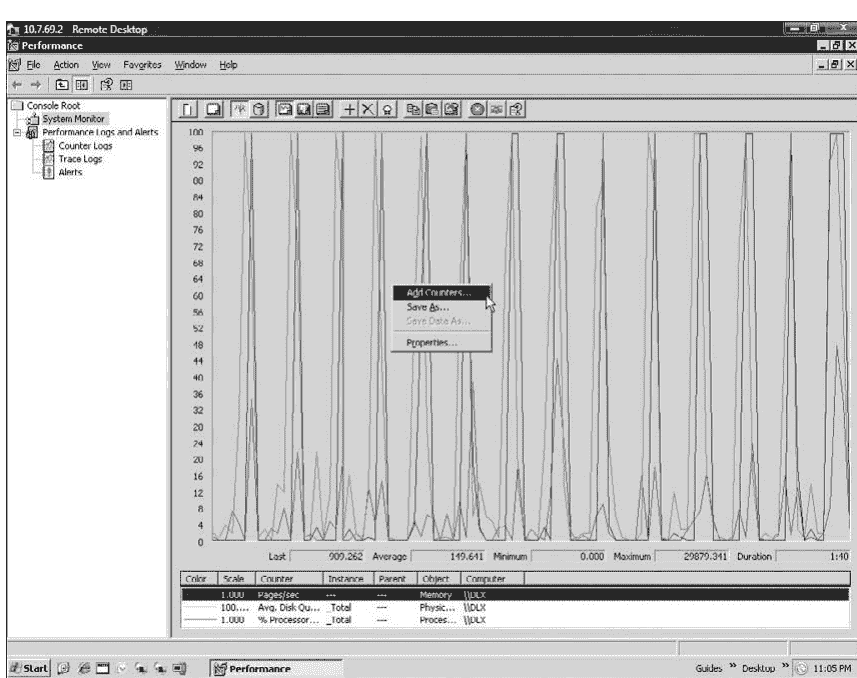 10.7.69.2 Remote Desktop
Performance
File Action View Favorites Window Help
Console Root
System Monitor
Performance Logs and Alerts
Counter Logs
Trace Logs
Alerts
100
96
92
88
84
80
76
72
68
64
60
56
52
48
44
40
36
32
28
24
20
16
12
8
4
0
Add Counters...
Save As...
Save Data As...
Properties...
Last 909.262 Average 149.641 Minimum 0.000 Maximum 29879.341 Duration 1:40
Color Scale Counter Instance Parent Object Computer
1.000 Pages/sec --- --- Memory \\DLX
100.... Avg. Disk Qu... _Total --- Physic... \\DLX
1.000 % Processor... _Total --- Proces... \\DLX
Start Performance Guides » Desktop » 11:05 PM